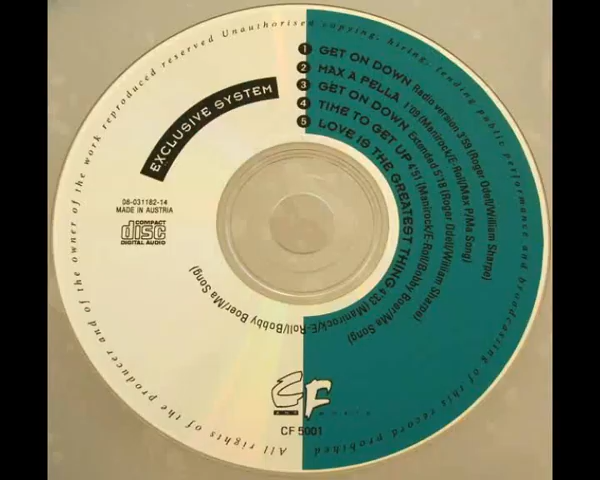 All rights of the producer and of the owner of the work reproduced reserved Unauthorised copying, hiring, lending public performance and broadcasting of this record prohibed
EXCLUSIVE SYSTEM
1 GET ON DOWN Radio version 3'59 (Roger Odell/William Sharpe)
2 MAX A PELLA 1'09 (Manirock/E-Roll/Max P/Ma Song)
3 GET ON DOWN Extended 5'18 (Roger Odell/William Sharpe)
4 TIME TO GET UP 4'91 (Manirock/E-Roll/Bobby Boer/Ma Song)
5 LOVE IS THE GREATEST THING 4'33 (Manirock/E-Roll/Bobby Boer/Ma Song)
08-031182-14
MADE IN AUSTRIA
COMPACT
disc
DIGITAL AUDIO
CF
CF 5001